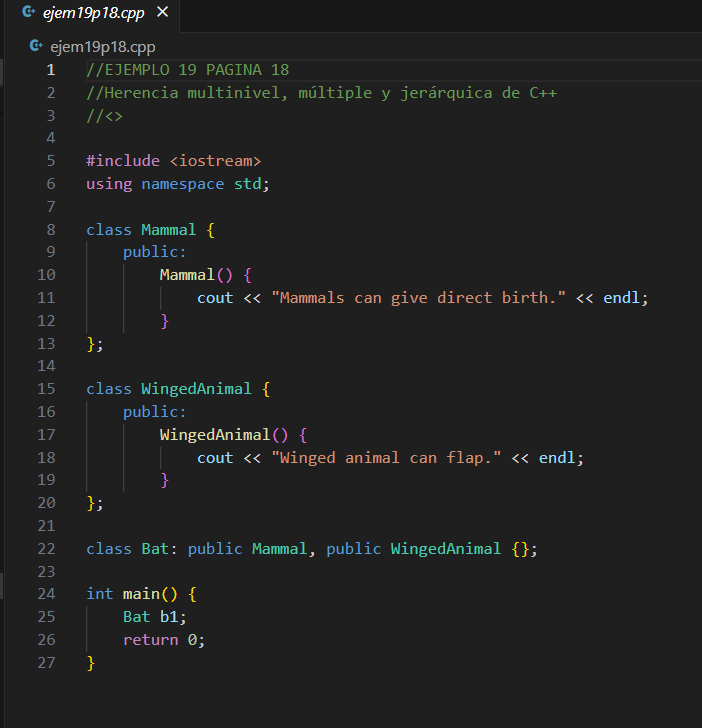 ejem19p18.cpp ×
ejem19p18.cpp
1 //EJEMPLO 19 PAGINA 18
2 //Herencia multinivel, múltiple y jerárquica de C++
3 //<>
4
5 #include <iostream>
6 using namespace std;
7
8 class Mammal {
9     public:
10         Mammal() {
11             cout << "Mammals can give direct birth." << endl;
12         }
13 };
14
15 class WingedAnimal {
16     public:
17         WingedAnimal() {
18             cout << "Winged animal can flap." << endl;
19         }
20 };
21
22 class Bat: public Mammal, public WingedAnimal {};
23
24 int main() {
25     Bat b1;
26     return 0;
27 }